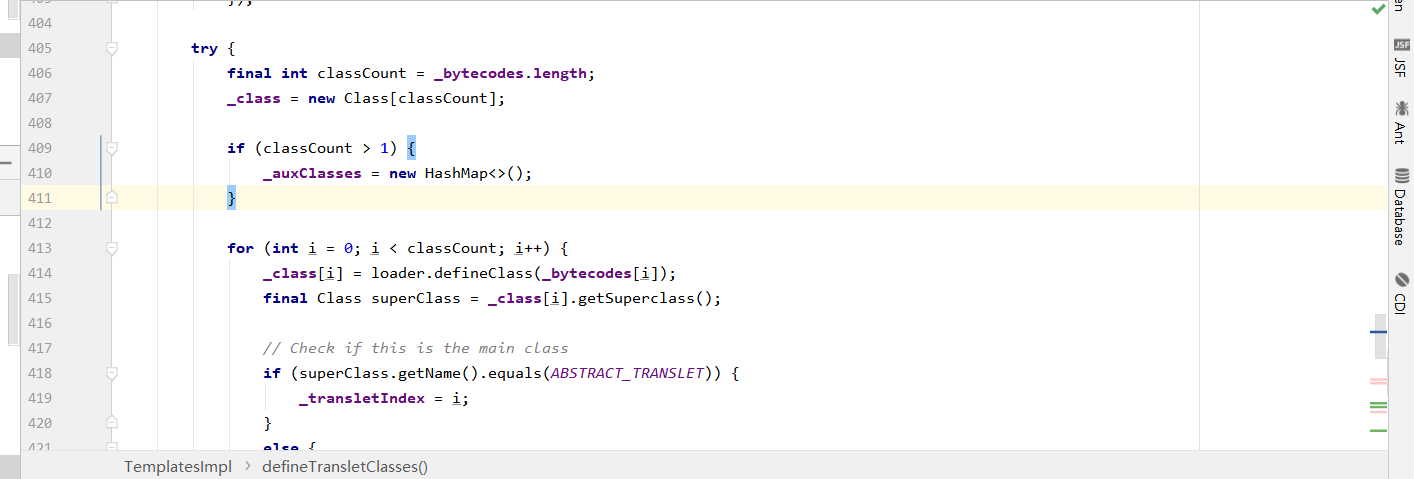 403 });
404
405 try {
406 final int classCount = _bytecodes.length;
407 _class = new Class[classCount];
408
409 if (classCount > 1) {
410 _auxClasses = new HashMap<>();
411 }
412
413 for (int i = 0; i < classCount; i++) {
414 _class[i] = loader.defineClass(_bytecodes[i]);
415 final Class superClass = _class[i].getSuperclass();
416
417 // Check if this is the main class
418 if (superClass.getName().equals(ABSTRACT_TRANSLET)) {
419 _transletIndex = i;
420 }
421 else {
TemplatesImpl › defineTransletClasses()
en
JSF
JSF
Ant
Database
CDI